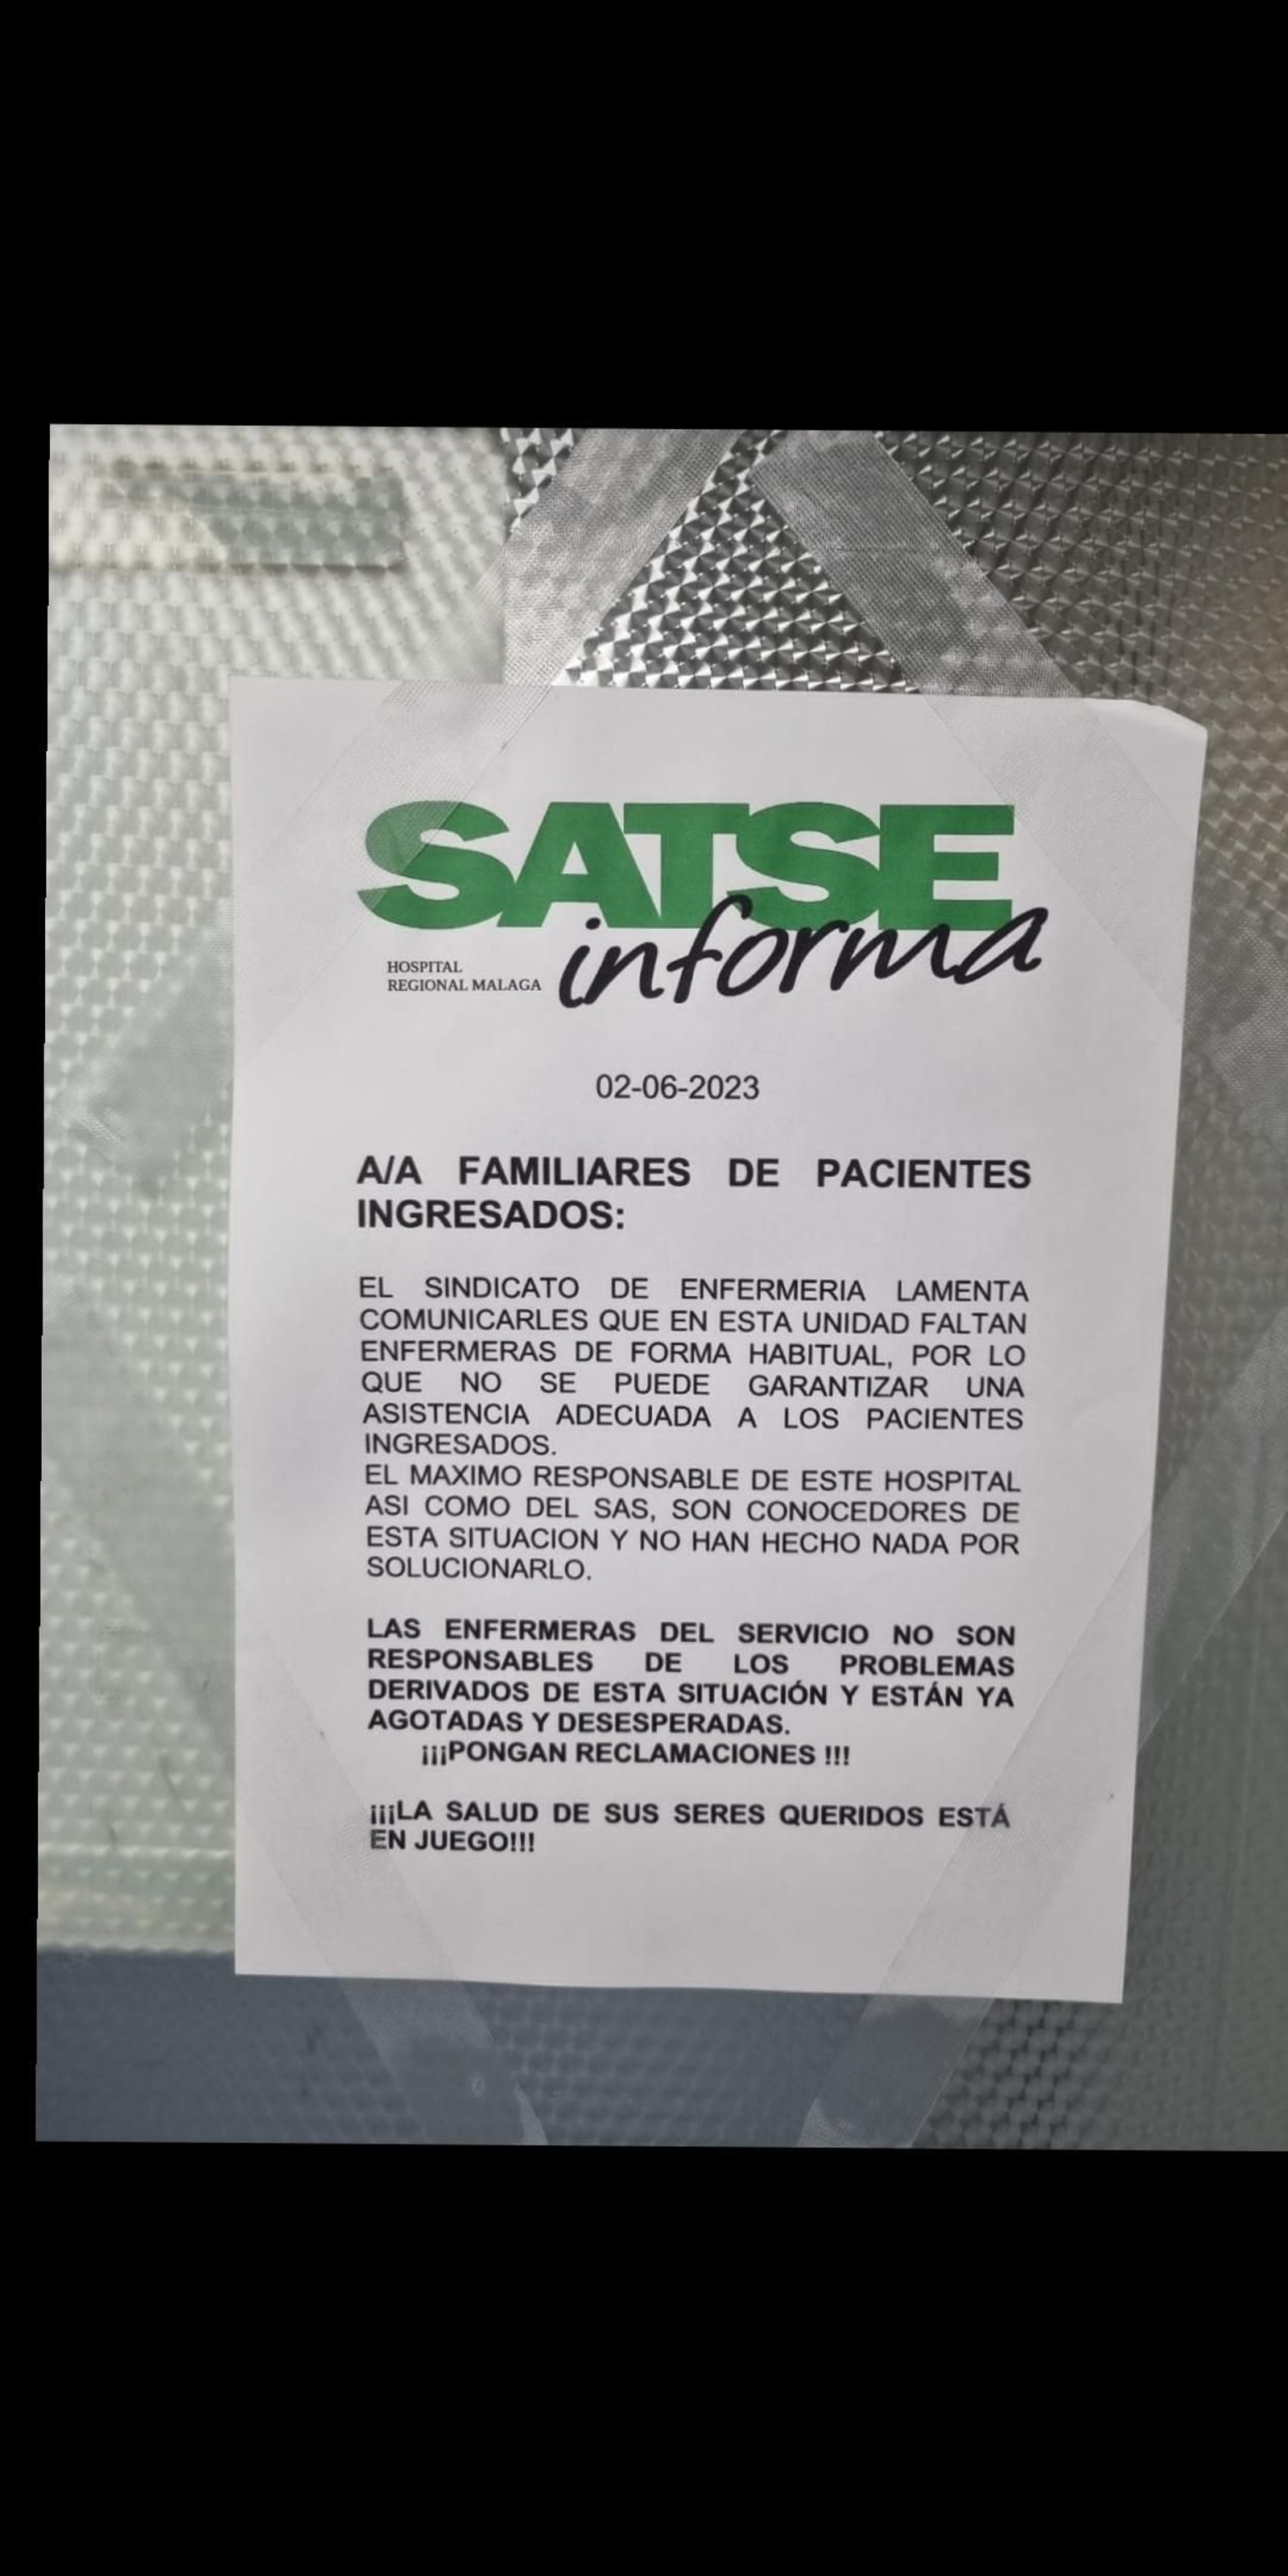 SATSE
informa
HOSPITAL
REGIONAL MALAGA
02-06-2023
A/A FAMILIARES DE PACIENTES
INGRESADOS:
EL SINDICATO DE ENFERMERIA LAMENTA
COMUNICARLES QUE EN ESTA UNIDAD FALTAN
ENFERMERAS DE FORMA HABITUAL, POR LO
QUE NO SE PUEDE GARANTIZAR UNA
ASISTENCIA ADECUADA A LOS PACIENTES
INGRESADOS.
EL MAXIMO RESPONSABLE DE ESTE HOSPITAL
ASI COMO DEL SAS, SON CONOCEDORES DE
ESTA SITUACION Y NO HAN HECHO NADA POR
SOLUCIONARLO.
LAS ENFERMERAS DEL SERVICIO NO SON
RESPONSABLES DE LOS PROBLEMAS
DERIVADOS DE ESTA SITUACIÓN Y ESTÁN YA
AGOTADAS Y DESESPERADAS.
¡¡¡PONGAN RECLAMACIONES !!!
¡¡¡LA SALUD DE SUS SERES QUERIDOS ESTÁ
EN JUEGO!!!